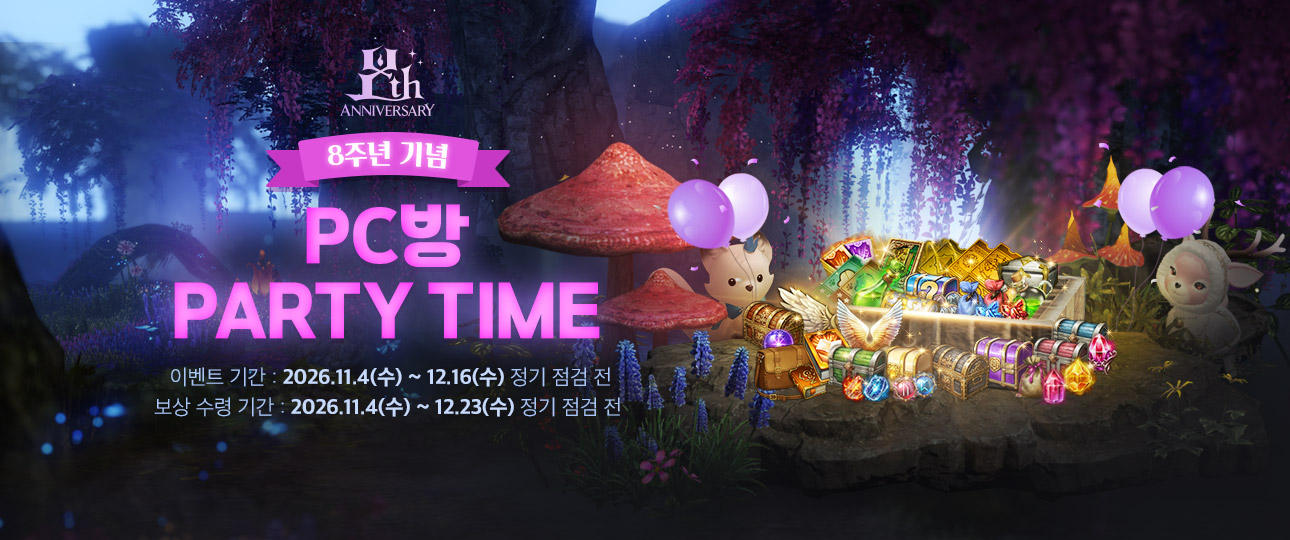 8th
ANNIVERSARY
8주년 기념
PC방
PARTY TIME
이벤트 기간 : 2026.11.4(수) ~ 12.16(수) 정기 점검 전
보상 수령 기간 : 2026.11.4(수) ~ 12.23(수) 정기 점검 전